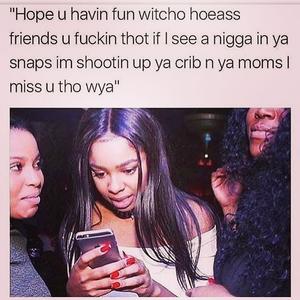 "Hope u havin fun witcho hoeass
friends u fuckin thot if I see a nigga in ya
snaps im shootin up ya crib n ya moms I
miss u tho wya"